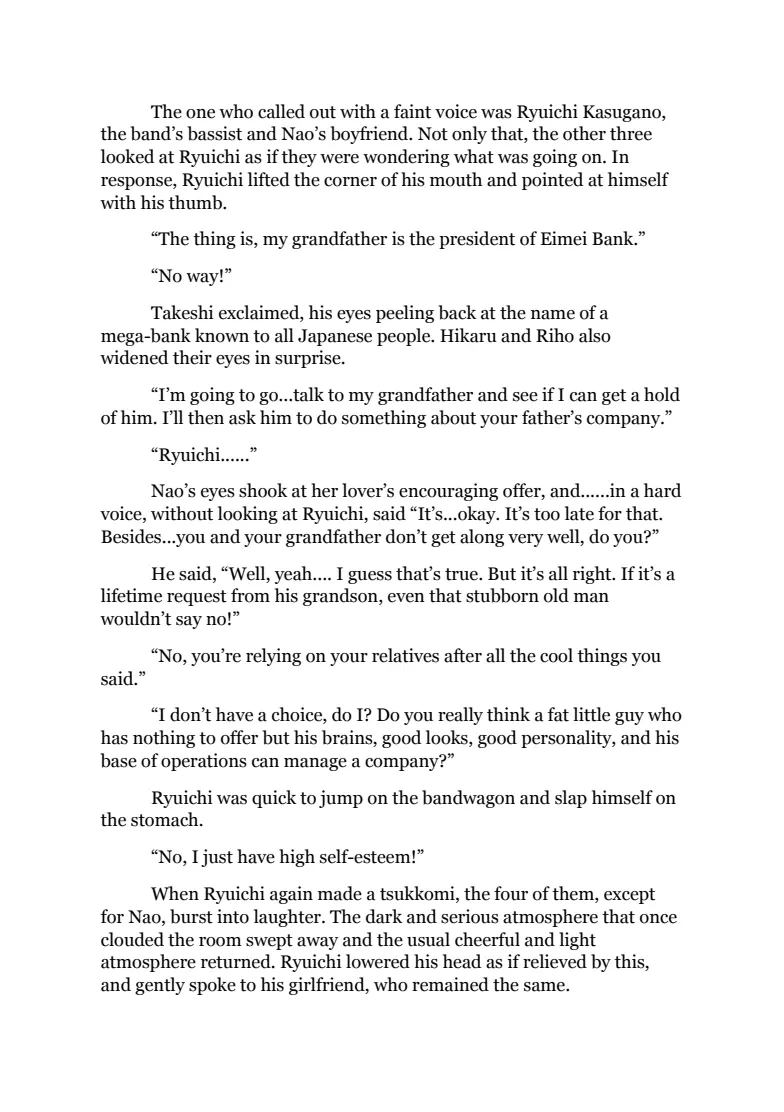 The one who called out with a faint voice was Ryuichi Kasugano,
the band’s bassist and Nao’s boyfriend. Not only that, the other three
looked at Ryuichi as if they were wondering what was going on. In
response, Ryuichi lifted the corner of his mouth and pointed at himself
with his thumb.
“The thing is, my grandfather is the president of Eimei Bank.”
“No way!”
Takeshi exclaimed, his eyes peeling back at the name of a
mega-bank known to all Japanese people. Hikaru and Riho also
widened their eyes in surprise.
“I’m going to go...talk to my grandfather and see if I can get a hold
of him. I’ll then ask him to do something about your father’s company.”
“Ryuichi......”
Nao’s eyes shook at her lover’s encouraging offer, and......in a hard
voice, without looking at Ryuichi, said “It’s...okay. It’s too late for that.
Besides...you and your grandfather don’t get along very well, do you?”
He said, “Well, yeah.... I guess that’s true. But it’s all right. If it’s a
lifetime request from his grandson, even that stubborn old man
wouldn’t say no!”
“No, you’re relying on your relatives after all the cool things you
said.”
“I don’t have a choice, do I? Do you really think a fat little guy who
has nothing to offer but his brains, good looks, good personality, and his
base of operations can manage a company?”
Ryuichi was quick to jump on the bandwagon and slap himself on
the stomach.
“No, I just have high self-esteem!”
When Ryuichi again made a tsukkomi, the four of them, except
for Nao, burst into laughter. The dark and serious atmosphere that once
clouded the room swept away and the usual cheerful and light
atmosphere returned. Ryuichi lowered his head as if relieved by this,
and gently spoke to his girlfriend, who remained the same.